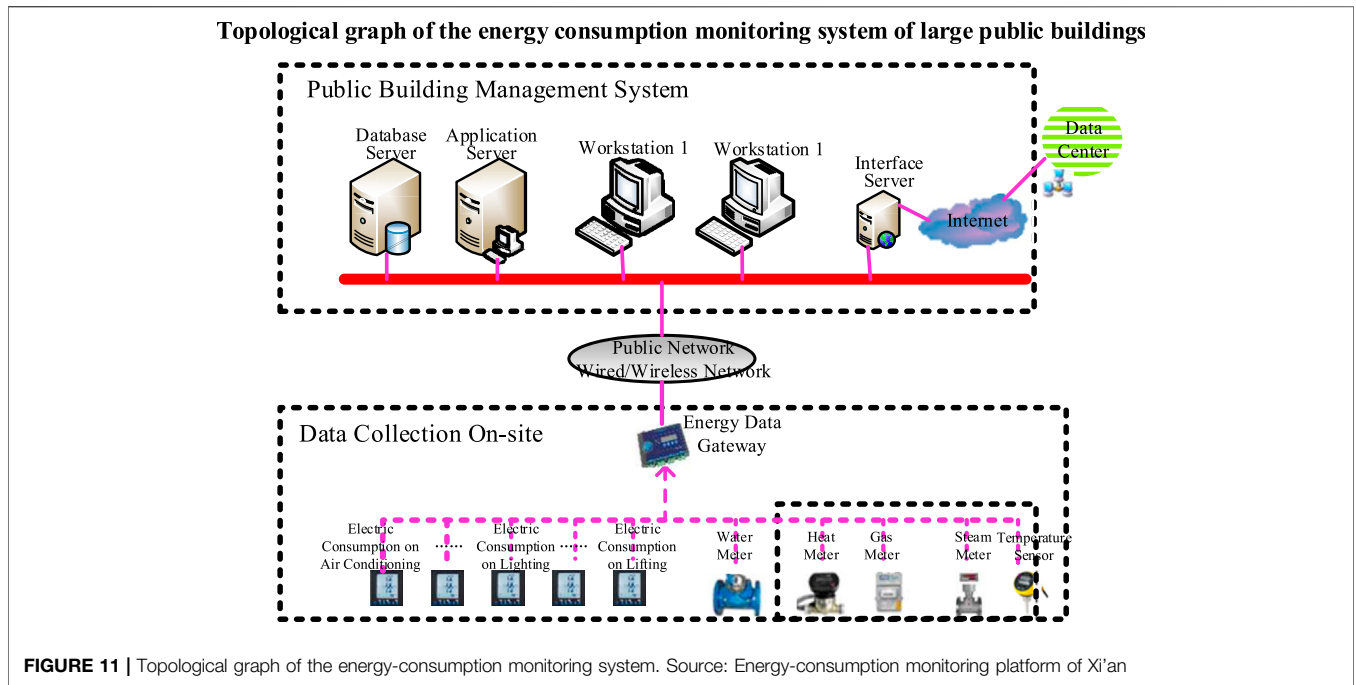 Topological graph of the energy consumption monitoring system of large public buildings
Public Building Management System
Database
Server
Application
Server
Workstation 1
Workstation 1
Interface
Server
Internet
Data
Center
Public Network
Wired/Wireless Network
Data Collection On-site
Energy Data
Gateway
Electric
Consumption on
Air Conditioning
......
Electric
Consumption
on Lighting
......
Electric
Consumption
on Lifting
Water
Meter
Heat
Meter
Gas
Meter
Steam
Meter
Temperature
Sensor
FIGURE 11 | Topological graph of the energy-consumption monitoring system. Source: Energy-consumption monitoring platform of Xi’an